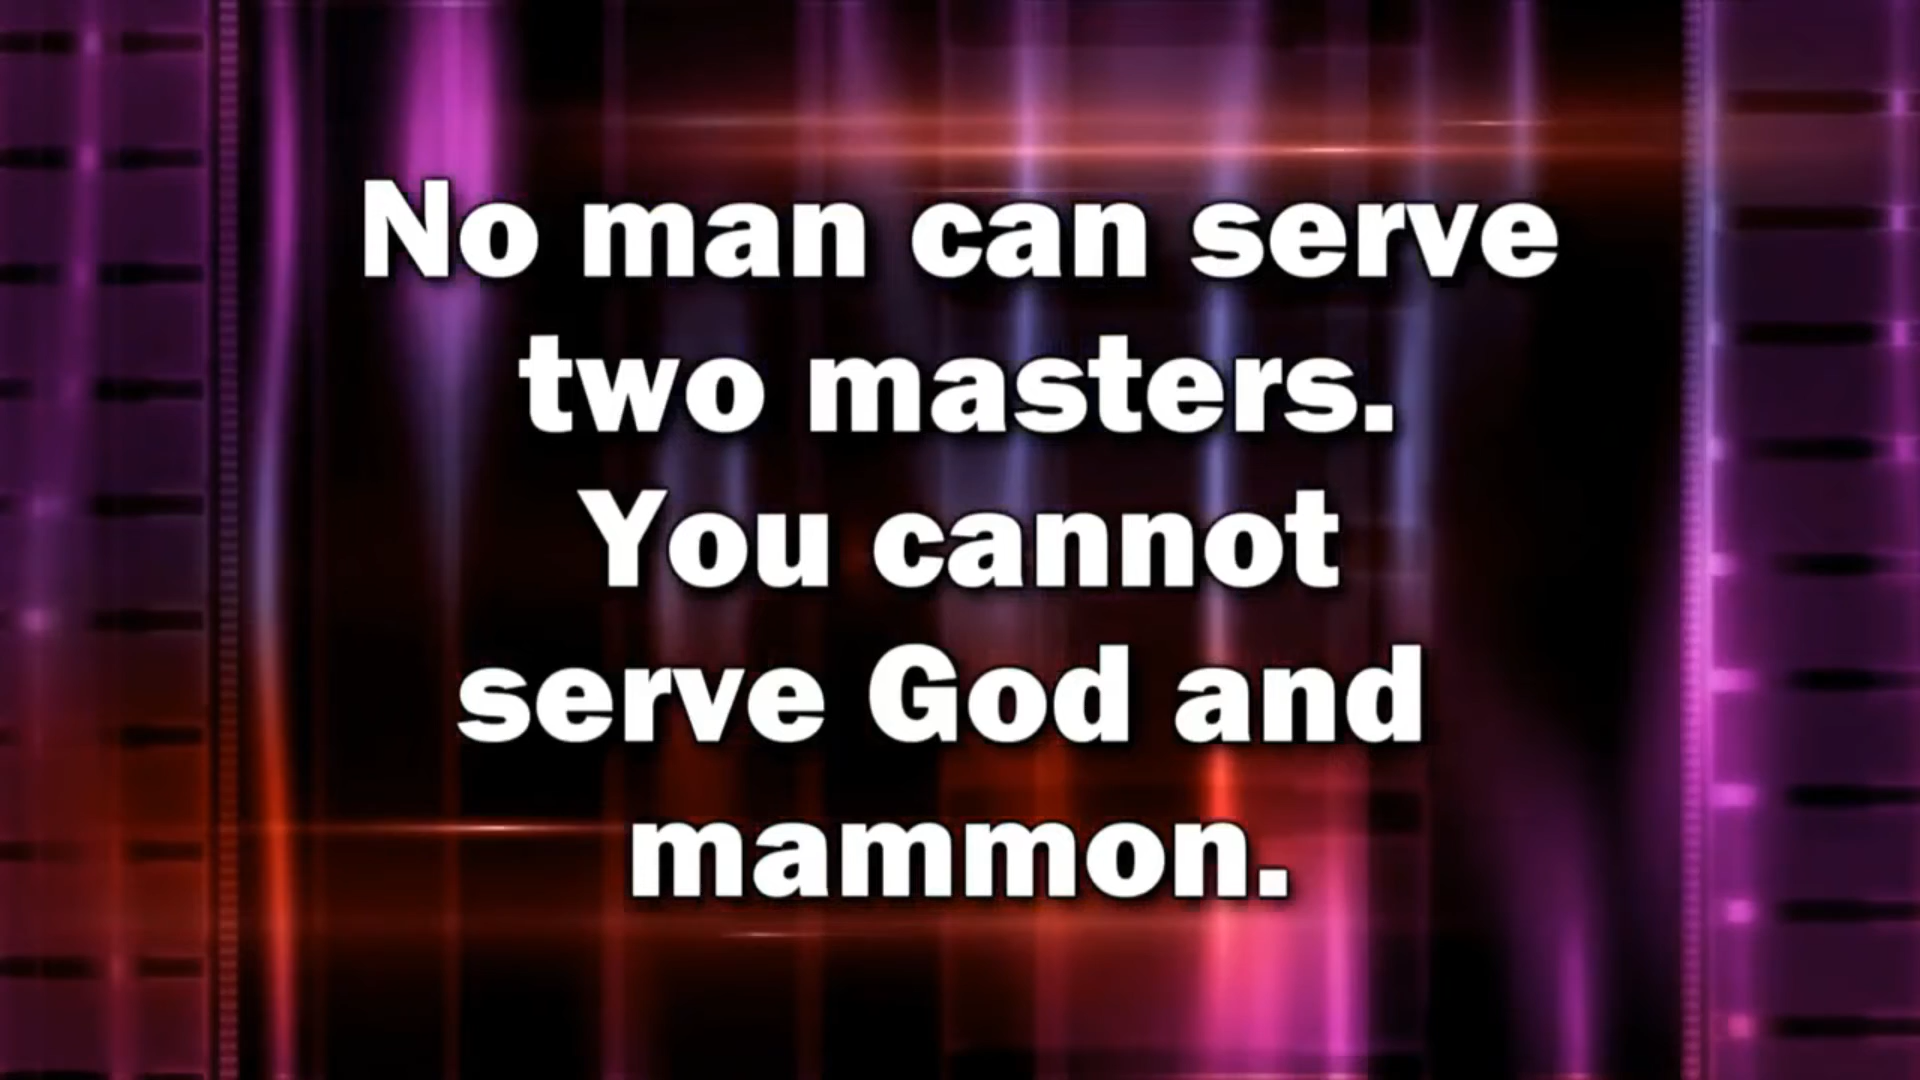 No man can serve
two masters.
You cannot
serve God and
mammon.